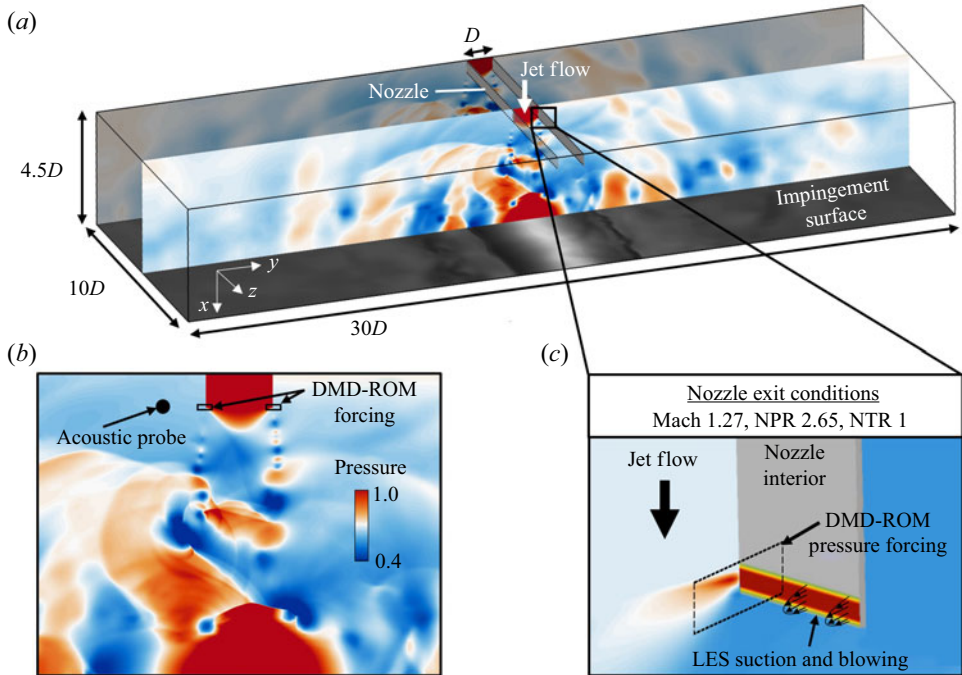 (a)
D
Jet flow
Nozzle
4.5D
Impingement
surface
y
z
x
10D
30D
(b)
DMD-ROM
forcing
Acoustic probe
Pressure
1.0
0.4
(c)
Nozzle exit conditions
Mach 1.27, NPR 2.65, NTR 1
Jet flow
Nozzle
interior
DMD-ROM
pressure forcing
LES suction and blowing